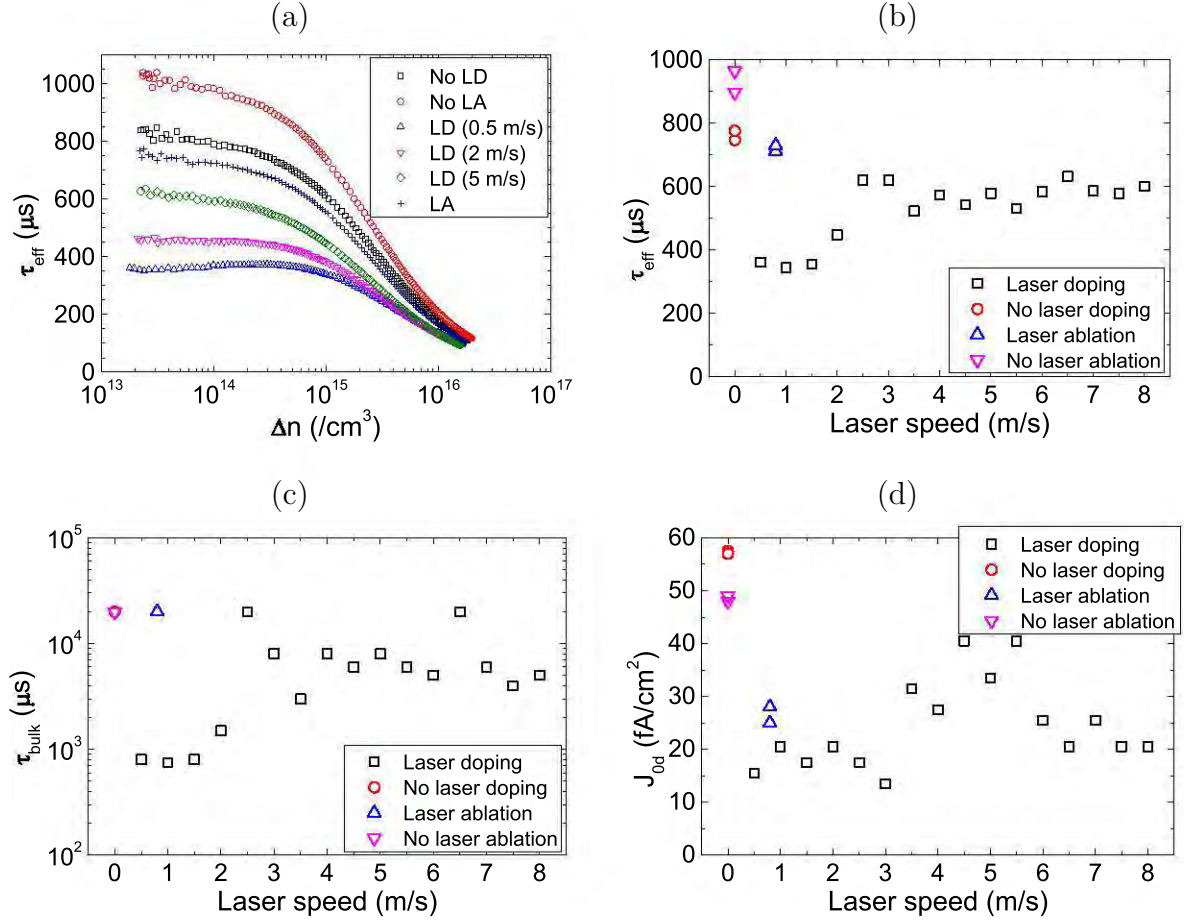 (a)
1000
800
600
400
200
0
τeff (μs)
10^13 10^14 10^15 10^16 10^17
Δn (/cm^3)
No LD
No LA
LD (0.5 m/s)
LD (2 m/s)
LD (5 m/s)
LA
(b)
1000
800
600
400
200
0
τeff (μs)
0 1 2 3 4 5 6 7 8
Laser speed (m/s)
Laser doping
No laser doping
Laser ablation
No laser ablation
(c)
10^5
10^4
10^3
10^2
τbulk (μs)
0 1 2 3 4 5 6 7 8
Laser speed (m/s)
Laser doping
No laser doping
Laser ablation
No laser ablation
(d)
60
50
40
30
20
10
0
J0d (fA/cm^2)
0 1 2 3 4 5 6 7 8
Laser speed (m/s)
Laser doping
No laser doping
Laser ablation
No laser ablation